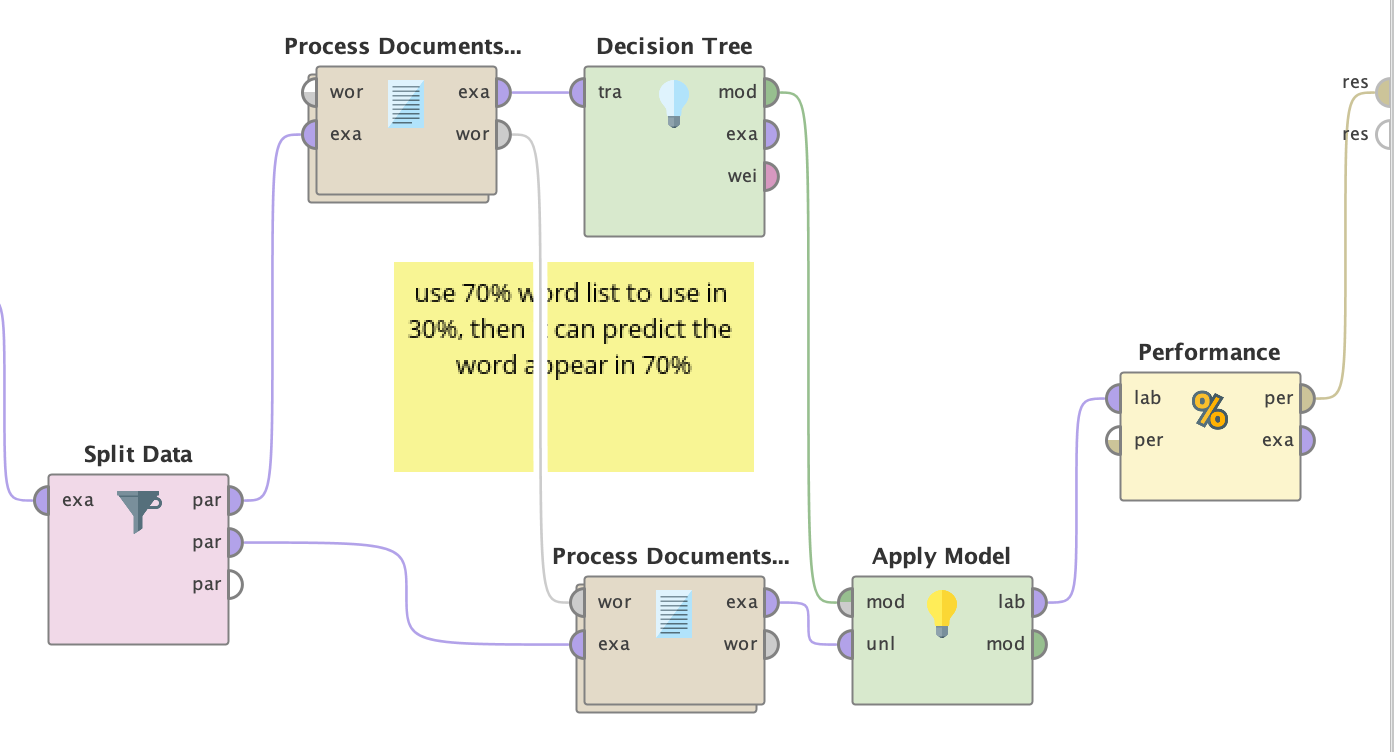 Process Documents...
wor
exa
exa
wor
Decision Tree
tra
mod
exa
wei
res
res
use 70% word list to use in
30%, then it can predict the
word appear in 70%
Split Data
exa
par
par
par
Process Documents...
wor
exa
exa
wor
Apply Model
mod
unl
lab
mod
Performance
lab
per
per
exa
%